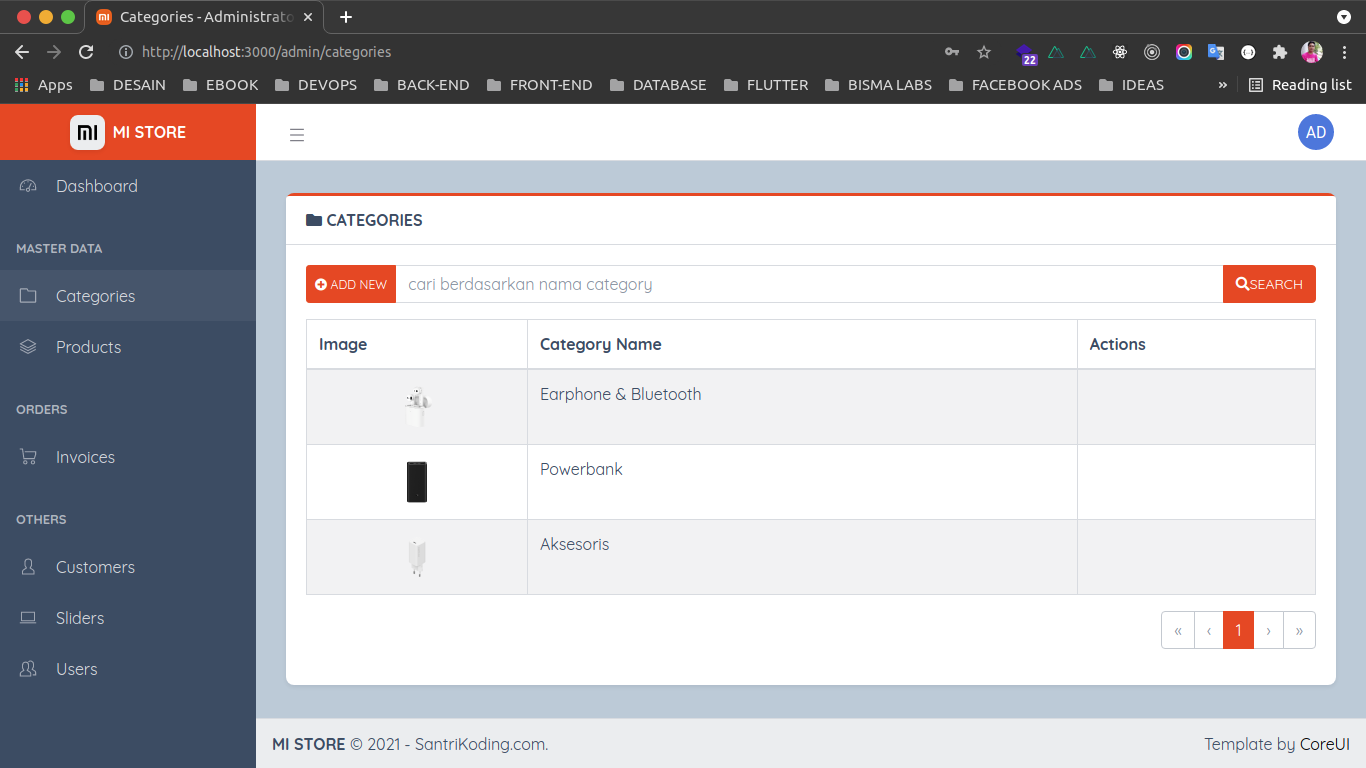 Categories - Administrato
http://localhost:3000/admin/categories
22
Apps DESAIN EBOOK DEVOPS BACK-END FRONT-END DATABASE FLUTTER BISMA LABS FACEBOOK ADS IDEAS » Reading list
MI STORE
AD
Dashboard
MASTER DATA
Categories
Products
ORDERS
Invoices
OTHERS
Customers
Sliders
Users
CATEGORIES
ADD NEW cari berdasarkan nama category SEARCH
Image Category Name Actions
Earphone & Bluetooth
Powerbank
Aksesoris
« ‹ 1 › »
MI STORE © 2021 - SantriKoding.com. Template by CoreUI